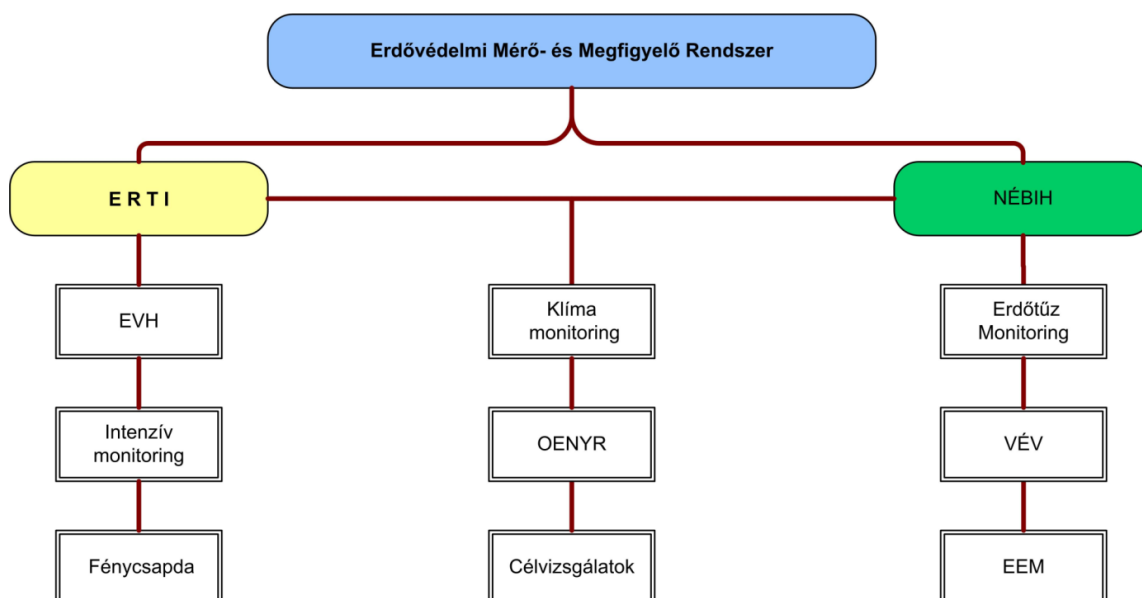 Erdővédelmi Mérő- és Megfigyelő Rendszer
E R T I
NÉBIH
EVH
Klíma
monitoring
Erdőtűz
Monitoring
Intenzív
monitoring
OENYR
VÉV
Fénycsapda
Célvizsgálatok
EEM